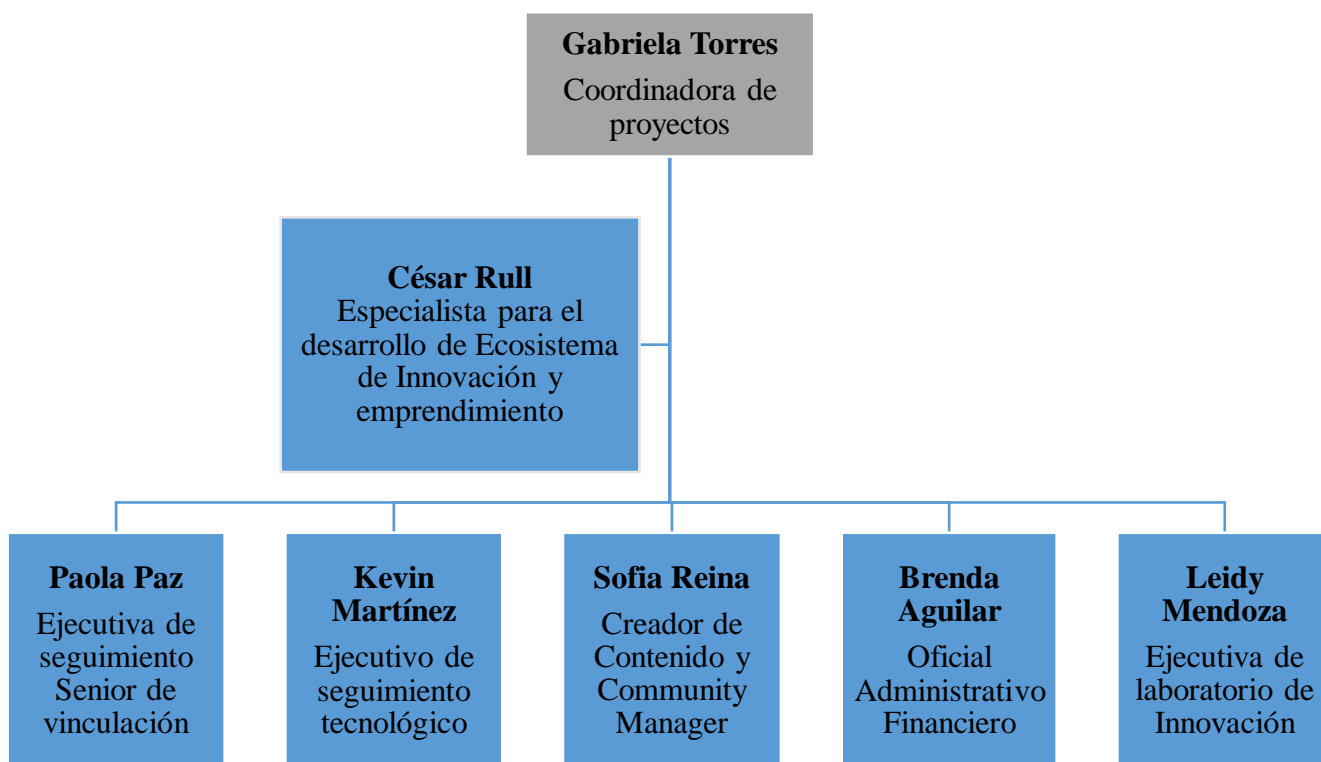 Gabriela Torres
Coordinadora de
proyectos
César Rull
Especialista para el
desarrollo de Ecosistema
de Innovación y
emprendimiento
Paola Paz
Ejecutiva de
seguimiento
Senior de
vinculación
Kevin
Martínez
Ejecutivo de
seguimiento
tecnológico
Sofia Reina
Creador de
Contenido y
Community
Manager
Brenda
Aguilar
Oficial
Administrativo
Financiero
Leidy
Mendoza
Ejecutiva de
laboratorio de
Innovación